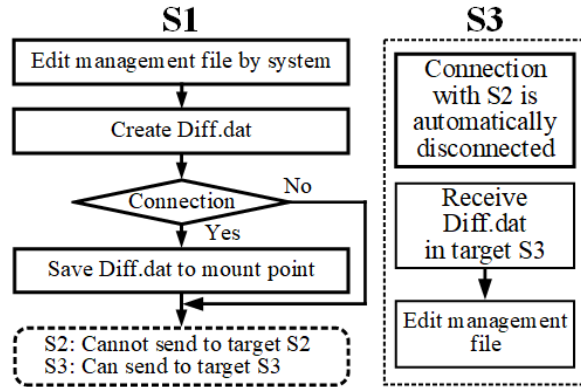 S1
Edit management file by system
Create Diff.dat
Connection
No
Yes
Save Diff.dat to mount point
S2: Cannot send to target S2
S3: Can send to target S3
S3
Connection
with S2 is
automatically
disconnected
Receive
Diff.dat
in target S3
Edit management
file